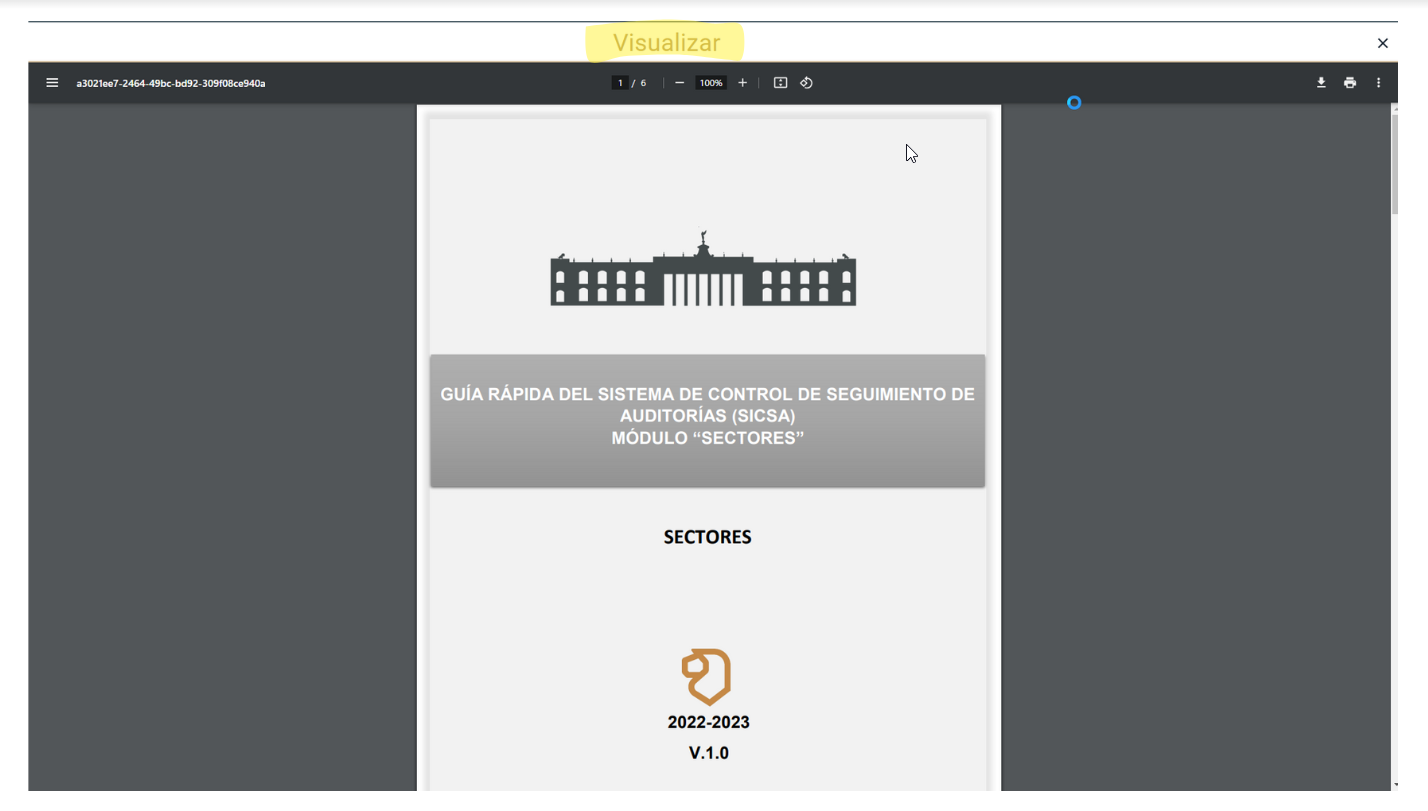 Visualizar
a3021ee7-2464-49bc-bd92-309f08ce940a
1 / 6
100%
GUÍA RÁPIDA DEL SISTEMA DE CONTROL DE SEGUIMIENTO DE
AUDITORÍAS (SICSA)
MÓDULO “SECTORES”
SECTORES
2022-2023
V.1.0